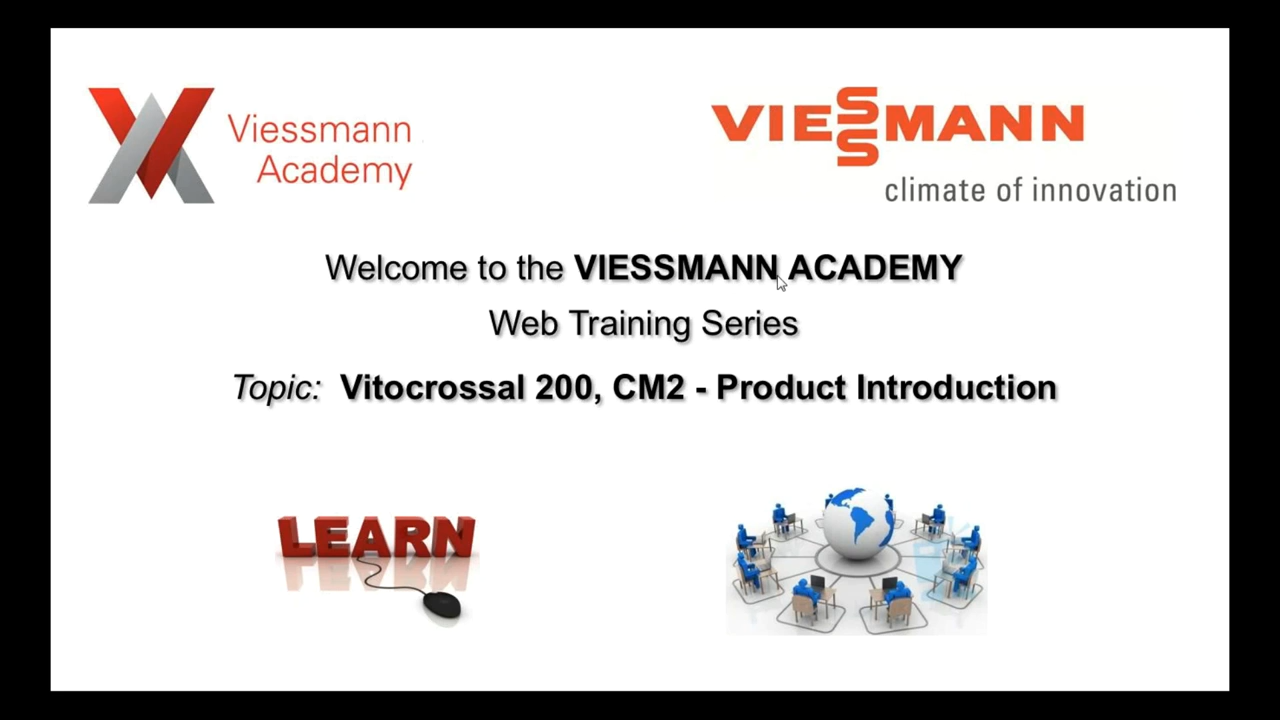 Viessmann
Academy
VIESSMANN
climate of innovation
Welcome to the VIESSMANN ACADEMY
Web Training Series
Topic: Vitocrossal 200, CM2 - Product Introduction
LEARN